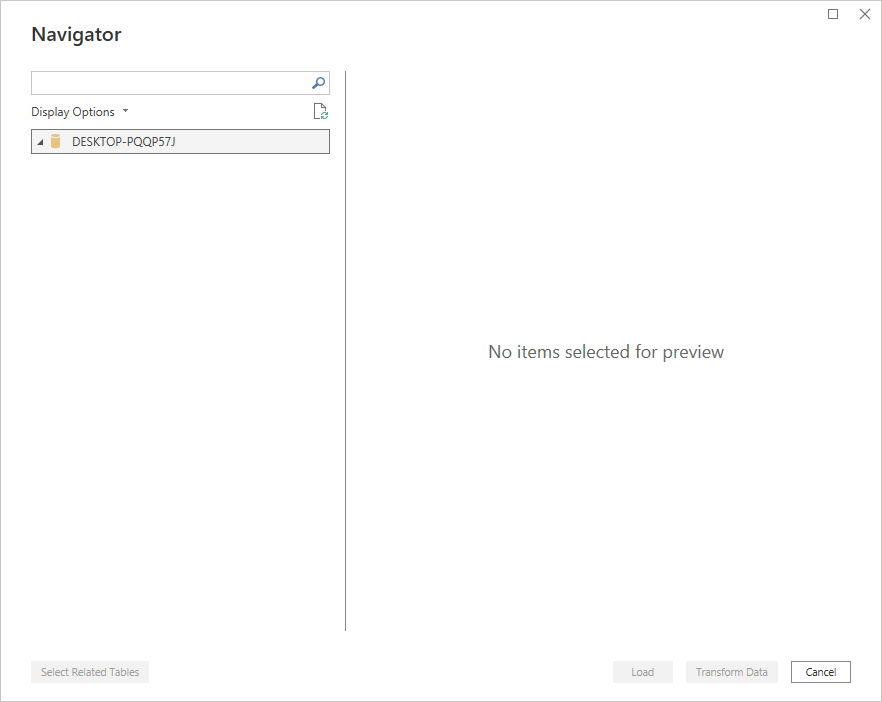 Navigator
Display Options
DESKTOP-PQQP57J
No items selected for preview
Select Related Tables
Load
Transform Data
Cancel